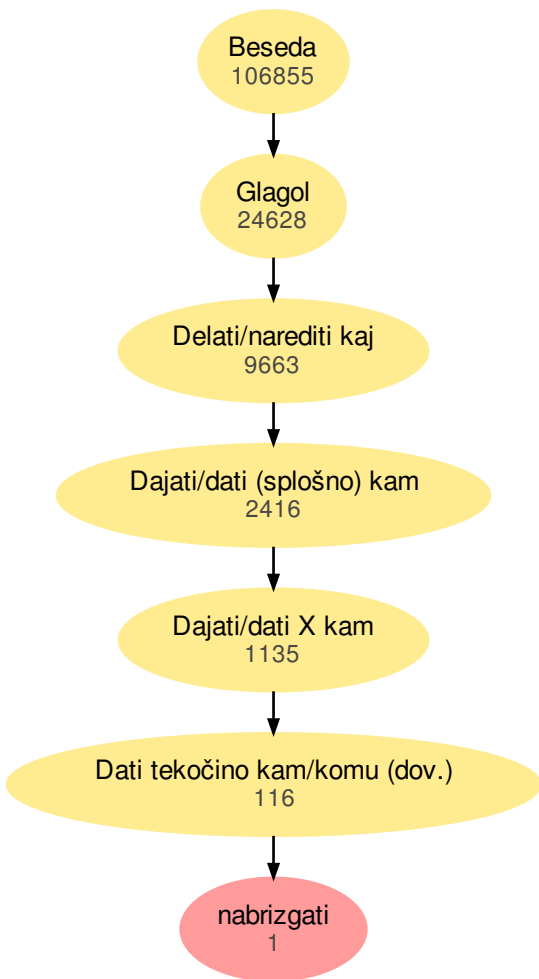 Beseda
106855
Glagol
24628
Delati/narediti kaj
9663
Dajati/dati (splošno) kam
2416
Dajati/dati X kam
1135
Dati tekočino kam/komu (dov.)
116
nabrizgati
1